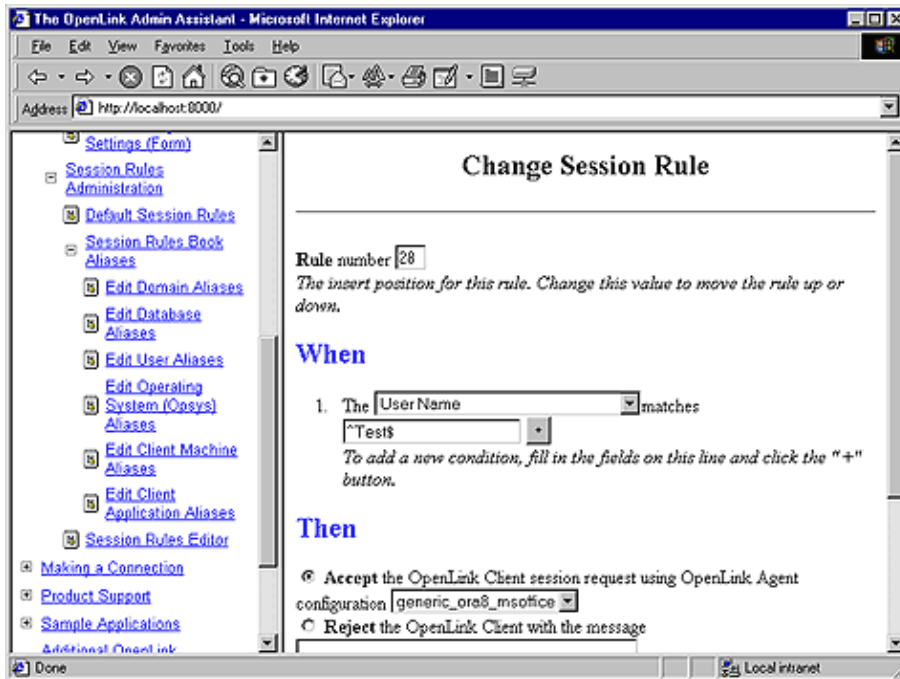 The OpenLink Admin Assistant - Microsoft Internet Explorer
File Edit View Favorites Tools Help
Address http://localhost:8000/
Settings (Form)
Session Rules
Administration
Default Session Rules
Session Rules Book
Aliases
Edit Domain Aliases
Edit Database
Aliases
Edit User Aliases
Edit Operating
System (Opsys)
Aliases
Edit Client Machine
Aliases
Edit Client
Application Aliases
Session Rules Editor
Making a Connection
Product Support
Sample Applications
Additional OpenLink
Change Session Rule
Rule number 28
The insert position for this rule. Change this value to move the rule up or
down.
When
1. The User Name matches
^Test$ +
To add a new condition, fill in the fields on this line and click the "+"
button.
Then
Accept the OpenLink Client session request using OpenLink Agent
configuration generic_ora8_msoffice
Reject the OpenLink Client with the message
Done
Local intranet